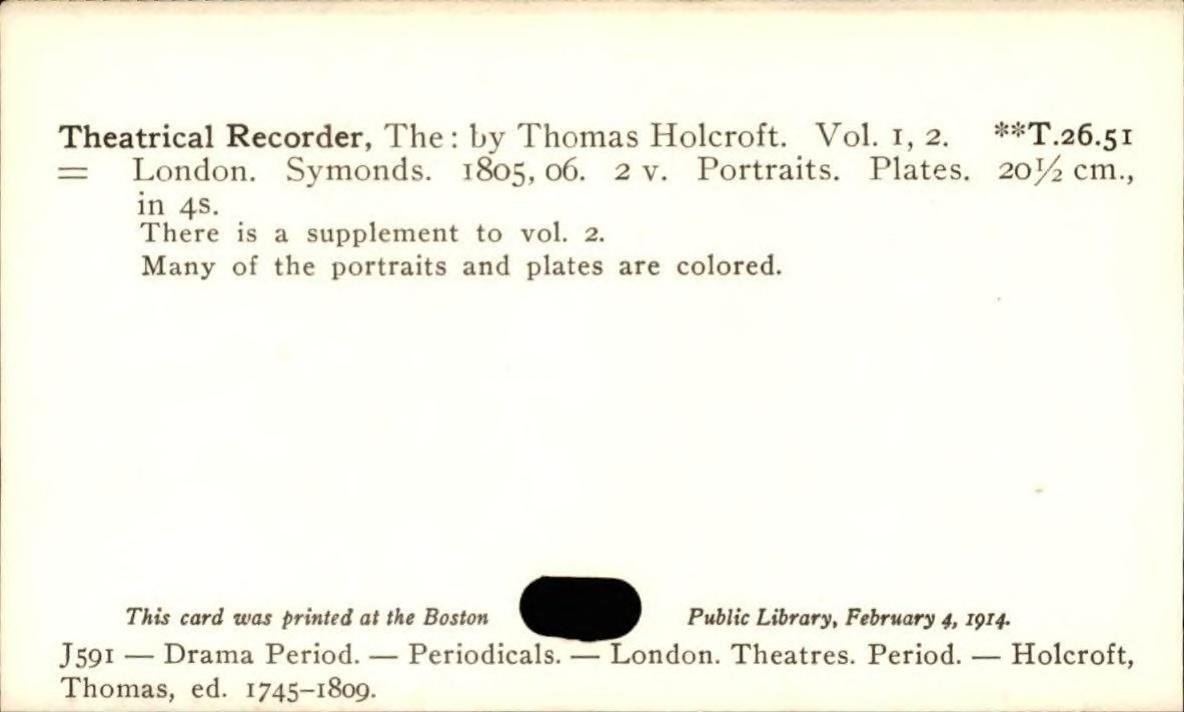 Theatrical Recorder, The: by Thomas Holcroft. Vol. 1, 2. **T.26.51
= London. Symonds. 1805, 06. 2 v. Portraits. Plates. 20½ cm.,
in 4s.
There is a supplement to vol. 2.
Many of the portraits and plates are colored.
This card was printed at the Boston Public Library, February 4, 1914.
J591 — Drama Period. — Periodicals. — London. Theatres. Period. — Holcroft,
Thomas, ed. 1745–1809.